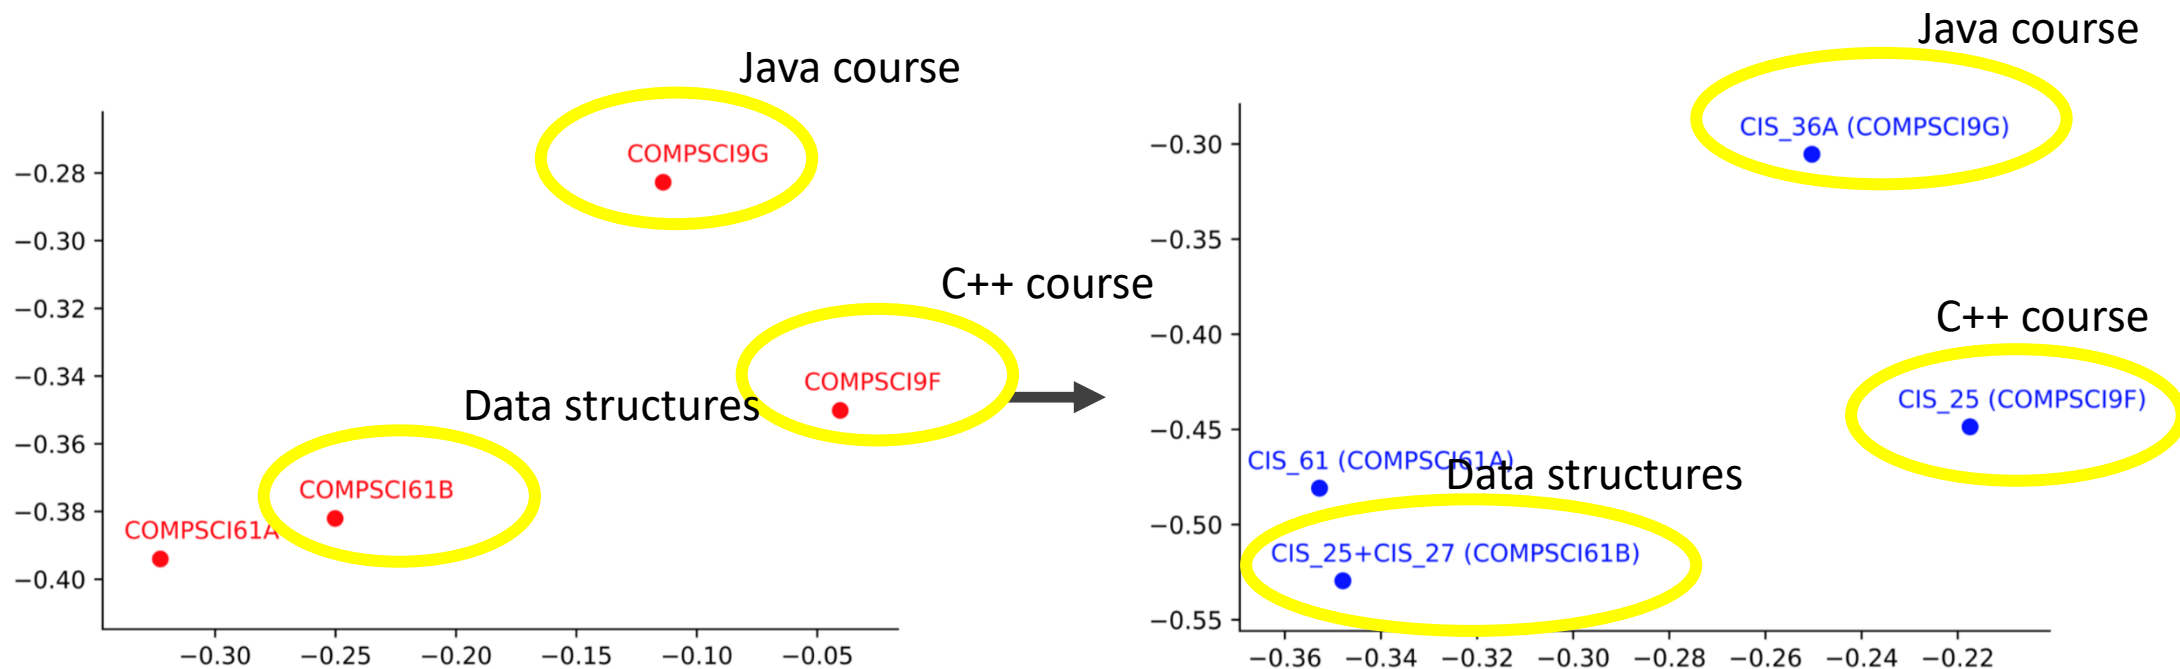 Java course
COMPSCI9G
C++ course
COMPSCI9F
Data structures
COMPSCI61B
COMPSCI61A
−0.28
−0.30
−0.32
−0.34
−0.36
−0.38
−0.40
−0.30 −0.25 −0.20 −0.15 −0.10 −0.05
Java course
CIS_36A (COMPSCI9G)
C++ course
CIS_25 (COMPSCI9F)
CIS_61 (COMPSCI61A)
Data structures
CIS_25+CIS_27 (COMPSCI61B)
−0.30
−0.35
−0.40
−0.45
−0.50
−0.55
−0.36 −0.34 −0.32 −0.30 −0.28 −0.26 −0.24 −0.22